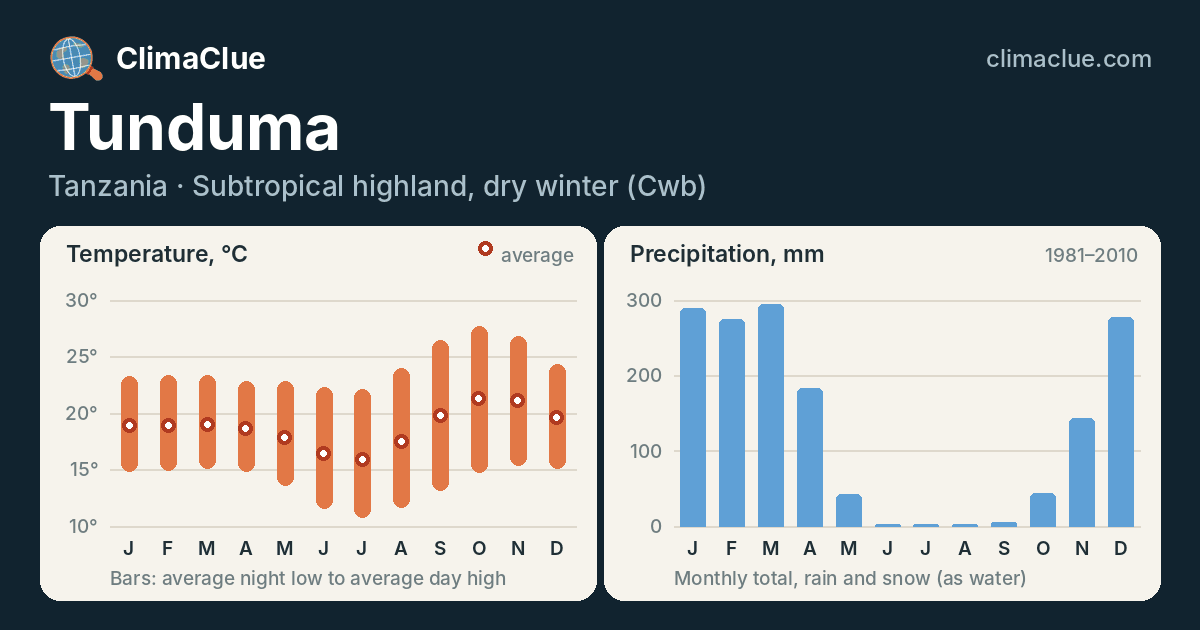 ClimaClue
climaclue.com
Tunduma
Tanzania · Subtropical highland, dry winter (Cwb)
Temperature, °C
average
30°
25°
20°
15°
10°
J F M A M J J A S O N D
Bars: average night low to average day high
Precipitation, mm
1981–2010
300
200
100
0
J F M A M J J A S O N D
Monthly total, rain and snow (as water)